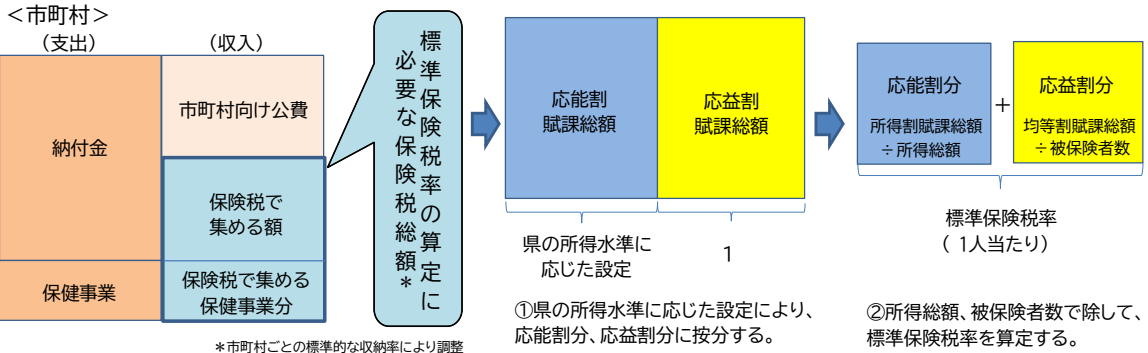 ＜市町村＞
（支出）
（収入）
納付金
保健事業
市町村向け公費
保険税で
集める額
保険税で集める
保健事業分
標準保険税率の算定に
必要な保険税総額＊
＊市町村ごとの標準的な収納率により調整
応能割
賦課総額
応益割
賦課総額
県の所得水準に
応じた設定
1
①県の所得水準に応じた設定により、
応能割分、応益割分に按分する。
応能割分
所得割賦課総額
÷所得総額
+
応益割分
均等割賦課総額
÷被保険者数
標準保険税率
（ 1人当たり）
②所得総額、被保険者数で除して、
標準保険税率を算定する。